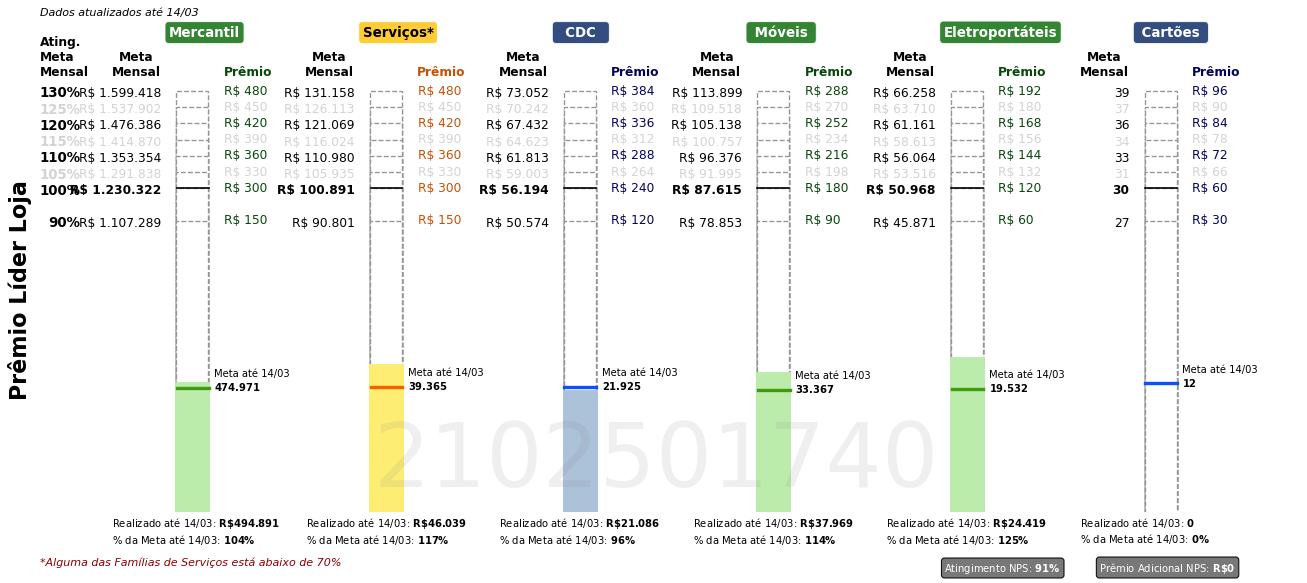 Dados atualizados até 14/03
Mercantil Serviços* CDC Móveis Eletroportáteis Cartões
Ating.
Meta Meta Meta Meta Meta Meta Meta
Mensal Mensal Prêmio Mensal Prêmio Mensal Prêmio Mensal Prêmio Mensal Prêmio Mensal Prêmio
130% R$ 1.599.418 R$ 480 R$ 131.158 R$ 480 R$ 73.052 R$ 384 R$ 113.899 R$ 288 R$ 66.258 R$ 192 39 R$ 96
125% R$ 1.537.902 R$ 450 R$ 126.113 R$ 450 R$ 70.242 R$ 360 R$ 109.518 R$ 270 R$ 63.710 R$ 180 37 R$ 90
120% R$ 1.476.386 R$ 420 R$ 121.069 R$ 420 R$ 67.432 R$ 336 R$ 105.138 R$ 252 R$ 61.161 R$ 168 36 R$ 84
115% R$ 1.414.870 R$ 390 R$ 116.024 R$ 390 R$ 64.623 R$ 312 R$ 100.757 R$ 234 R$ 58.613 R$ 156 34 R$ 78
110% R$ 1.353.354 R$ 360 R$ 110.980 R$ 360 R$ 61.813 R$ 288 R$ 96.376 R$ 216 R$ 56.064 R$ 144 33 R$ 72
105% R$ 1.291.838 R$ 330 R$ 105.935 R$ 330 R$ 59.003 R$ 264 R$ 91.995 R$ 198 R$ 53.516 R$ 132 31 R$ 66
100% R$ 1.230.322 R$ 300 R$ 100.891 R$ 300 R$ 56.194 R$ 240 R$ 87.615 R$ 180 R$ 50.968 R$ 120 30 R$ 60
90% R$ 1.107.289 R$ 150 R$ 90.801 R$ 150 R$ 50.574 R$ 120 R$ 78.853 R$ 90 R$ 45.871 R$ 60 27 R$ 30
Prêmio Líder Loja
Meta até 14/03 Meta até 14/03 Meta até 14/03 Meta até 14/03 Meta até 14/03 Meta até 14/03
474.971 39.365 21.925 33.367 19.532 12
2102501740
Realizado até 14/03: R$494.891 Realizado até 14/03: R$46.039 Realizado até 14/03: R$21.086 Realizado até 14/03: R$37.969 Realizado até 14/03: R$24.419 Realizado até 14/03: 0
% da Meta até 14/03: 104% % da Meta até 14/03: 117% % da Meta até 14/03: 96% % da Meta até 14/03: 114% % da Meta até 14/03: 125% % da Meta até 14/03: 0%
*Alguma das Famílias de Serviços está abaixo de 70%
Atingimento NPS: 91% Prêmio Adicional NPS: R$0